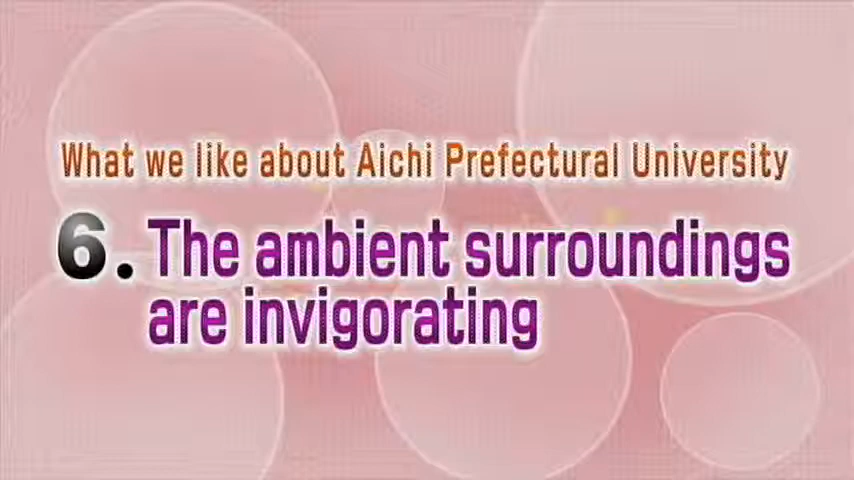 What we like about Aichi Prefectural University
6. The ambient surroundings
are invigorating